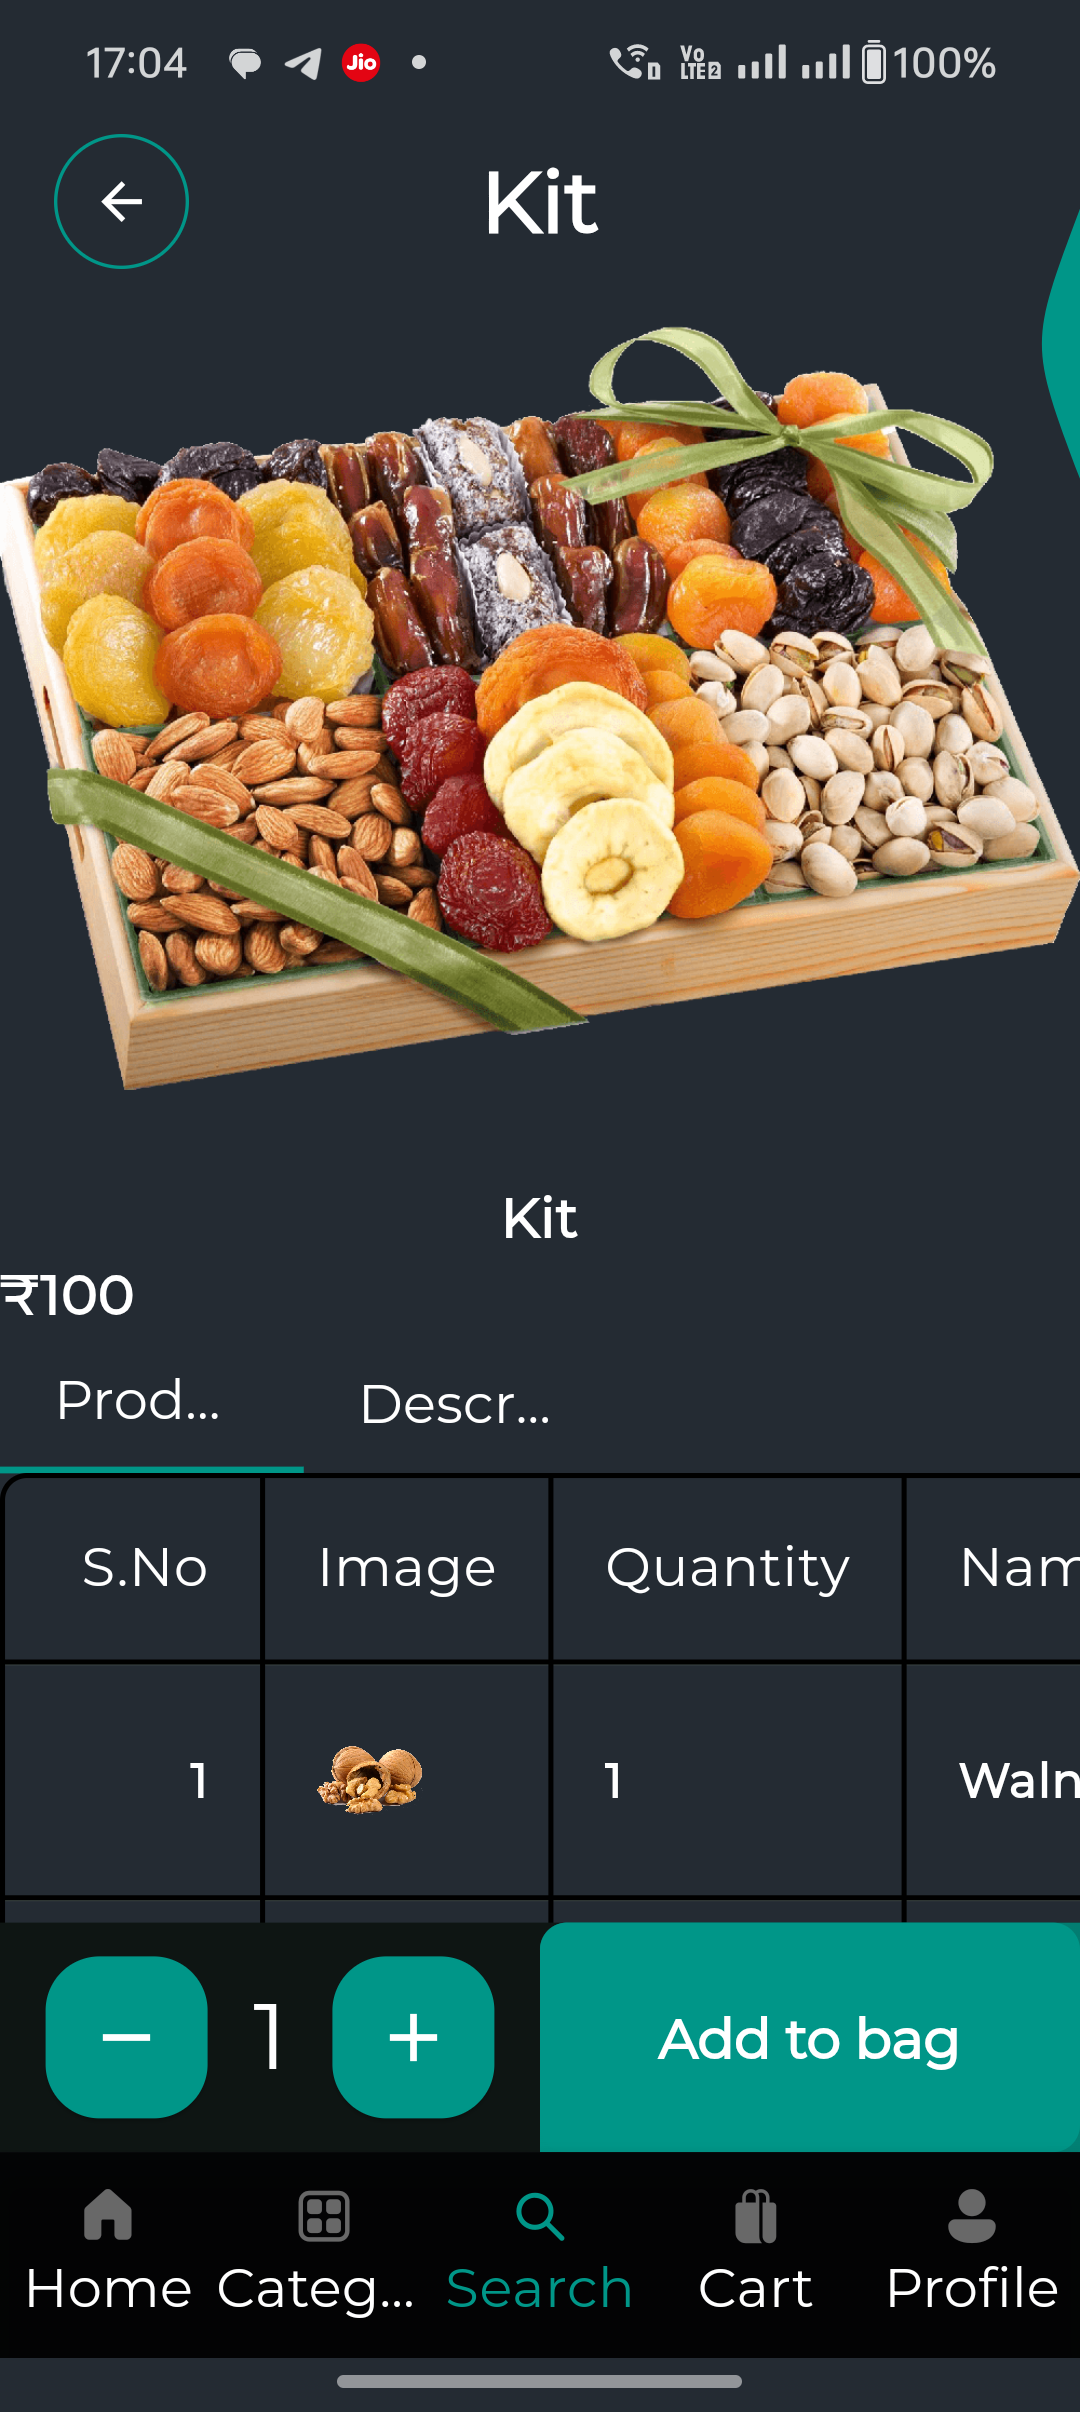 17:04 Jio Vo LTE2 100%
Kit
Kit
₹100
Prod... Descr...
S.No Image Quantity Nam
1 1 Waln
1 Add to bag
Home Categ... Search Cart Profile